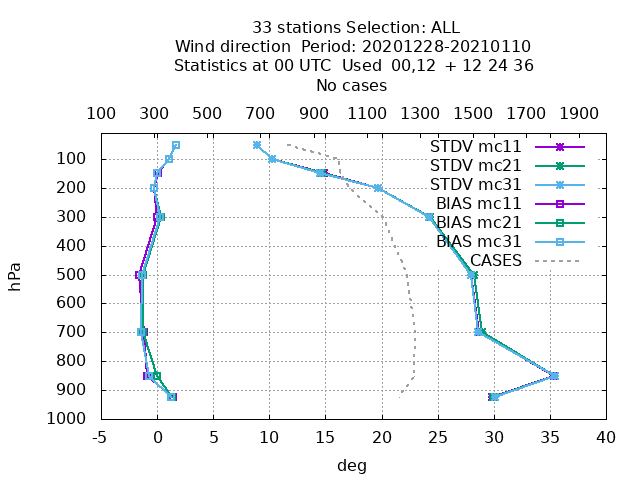 33 stations Selection: ALL
Wind direction  Period: 20201228-20210110
Statistics at 00 UTC  Used  00,12  + 12 24 36
No cases
100 300 500 700 900 1100 1300 1500 1700 1900
STDV mc11
STDV mc21
STDV mc31
BIAS mc11
BIAS mc21
BIAS mc31
CASES
hPa
100
200
300
400
500
600
700
800
900
1000
-5 0 5 10 15 20 25 30 35 40
deg